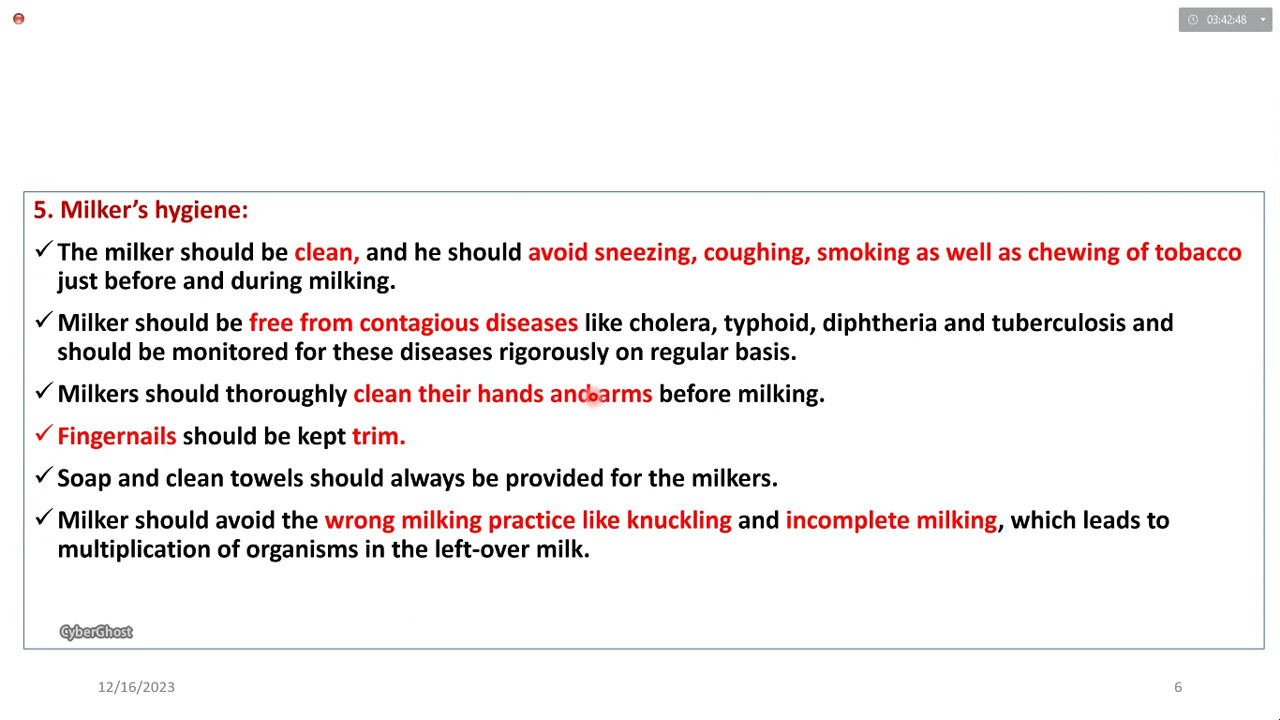 03:42:48
5. Milker's hygiene:
✓ The milker should be clean, and he should avoid sneezing, coughing, smoking as well as chewing of tobacco
just before and during milking.
✓ Milker should be free from contagious diseases like cholera, typhoid, diphtheria and tuberculosis and
should be monitored for these diseases rigorously on regular basis.
✓ Milkers should thoroughly clean their hands and arms before milking.
✓ Fingernails should be kept trim.
✓ Soap and clean towels should always be provided for the milkers.
✓ Milker should avoid the wrong milking practice like knuckling and incomplete milking, which leads to
multiplication of organisms in the left-over milk.
CyberGhost
12/16/2023
6